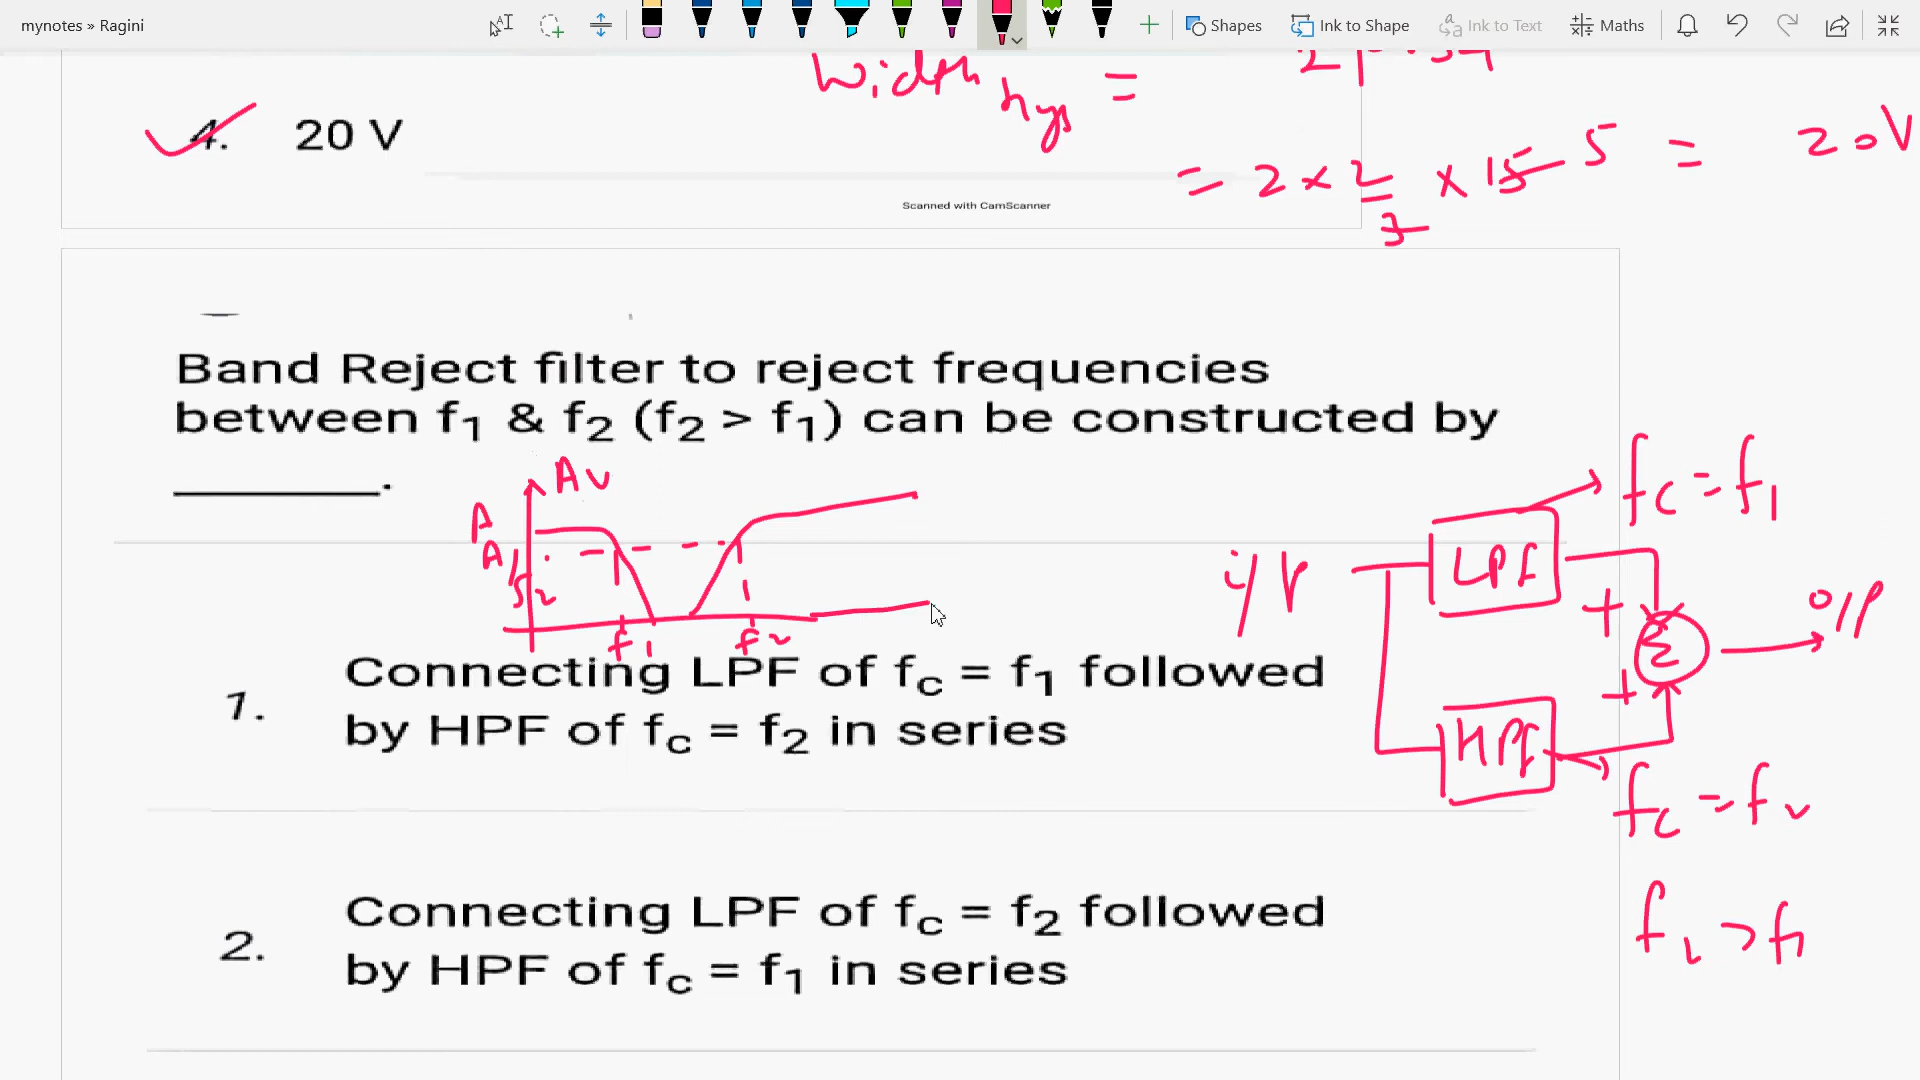 mynotes » Ragini
Shapes
Ink to Shape
Ink to Text
Maths
Width hys =
4. 20 V
= 2 × 2/3 × 15 5 = 20V
Scanned with CamScanner
Band Reject filter to reject frequencies
between f₁ & f₂ (f₂ > f₁) can be constructed by
________.
Av
A
A/√2
f1 f2
i/p
LPF
fc = f1
+
Σ
o/p
+
HPF
fc = f2
f2 > f1
1. Connecting LPF of fc = f₁ followed
by HPF of fc = f₂ in series
2. Connecting LPF of fc = f₂ followed
by HPF of fc = f₁ in series